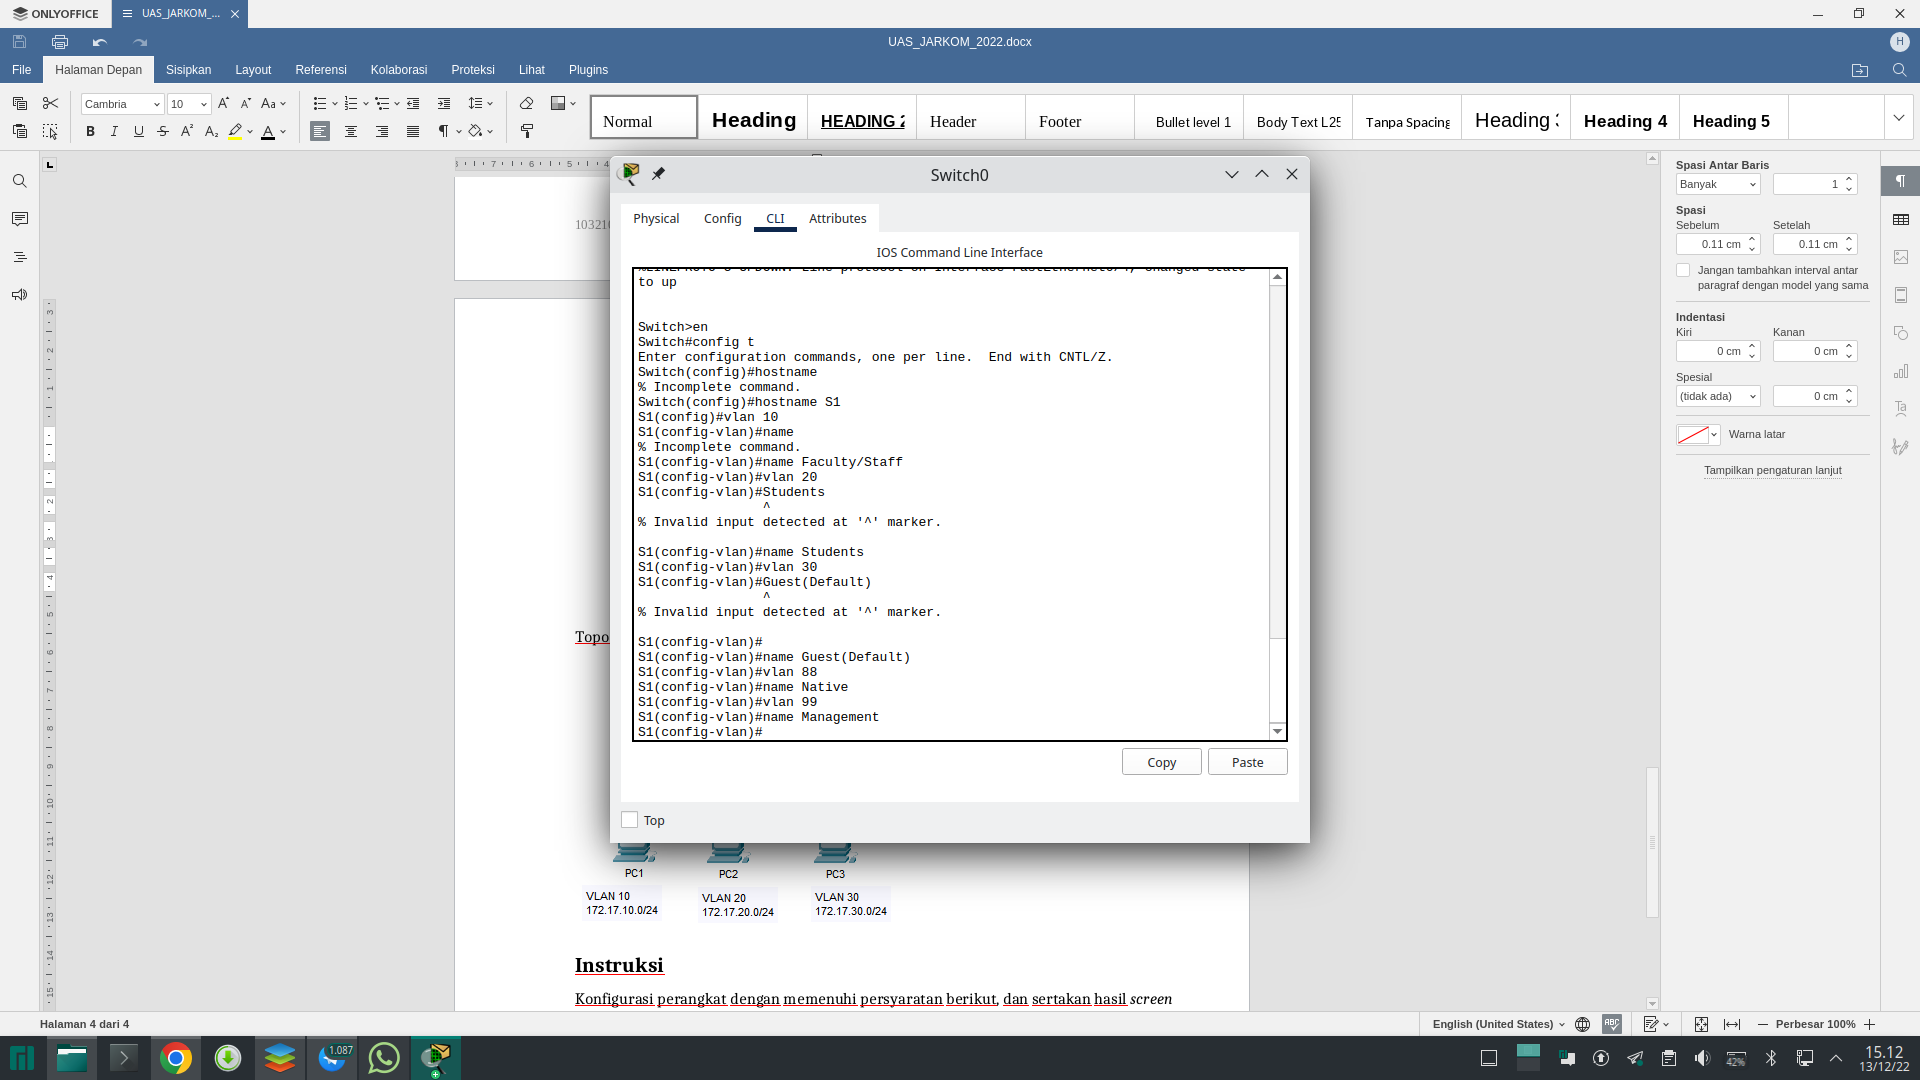 ONLYOFFICE
UAS_JARKOM_...
UAS_JARKOM_2022.docx
H
File
Halaman Depan
Sisipkan
Layout
Referensi
Kolaborasi
Proteksi
Lihat
Plugins
Cambria
10
Normal
Heading
HEADING 2
Header
Footer
Bullet level 1
Body Text L25
Tanpa Spacing
Heading
Heading 4
Heading 5
10321
Topo
Switch0
Physical
Config
CLI
Attributes
IOS Command Line Interface
to up
Switch>en
Switch#config t
Enter configuration commands, one per line.  End with CNTL/Z.
Switch(config)#hostname
% Incomplete command.
Switch(config)#hostname S1
S1(config)#vlan 10
S1(config-vlan)#name
% Incomplete command.
S1(config-vlan)#name Faculty/Staff
S1(config-vlan)#vlan 20
S1(config-vlan)#Students
^
% Invalid input detected at '^' marker.
S1(config-vlan)#name Students
S1(config-vlan)#vlan 30
S1(config-vlan)#Guest(Default)
^
% Invalid input detected at '^' marker.
S1(config-vlan)#
S1(config-vlan)#name Guest(Default)
S1(config-vlan)#vlan 88
S1(config-vlan)#name Native
S1(config-vlan)#vlan 99
S1(config-vlan)#name Management
S1(config-vlan)#
Copy
Paste
Top
PC1
PC2
PC3
VLAN 10
172.17.10.0/24
VLAN 20
172.17.20.0/24
VLAN 30
172.17.30.0/24
Instruksi
Konfigurasi perangkat dengan memenuhi persyaratan berikut, dan sertakan hasil screen
Spasi Antar Baris
Banyak
1
Spasi
Sebelum
Setelah
0.11 cm
0.11 cm
Jangan tambahkan interval antar
paragraf dengan model yang sama
Indentasi
Kiri
Kanan
0 cm
0 cm
Spesial
(tidak ada)
0 cm
Warna latar
Tampilkan pengaturan lanjut
Halaman 4 dari 4
English (United States)
Perbesar 100%
1.087
42%
15.12
13/12/22